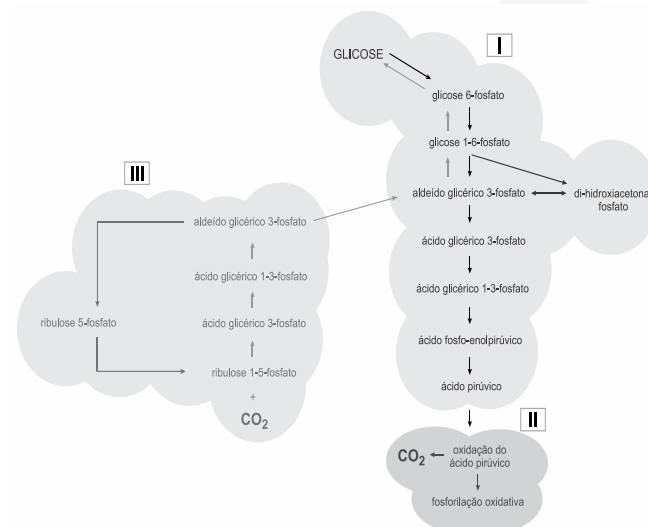 I
GLICOSE
glicose 6-fosfato
glicose 1-6-fosfato
aldeído glicérico 3-fosfato
di-hidroxiacetona
fosfato
ácido glicérico 3-fosfato
ácido glicérico 1-3-fosfato
ácido fosfo-enolpirúvico
ácido pirúvico
III
aldeído glicérico 3-fosfato
ácido glicérico 1-3-fosfato
ribulose 5-fosfato
ácido glicérico 3-fosfato
ribulose 1-5-fosfato
+
CO2
II
CO2
oxidação do
ácido pirúvico
fosforilação oxidativa